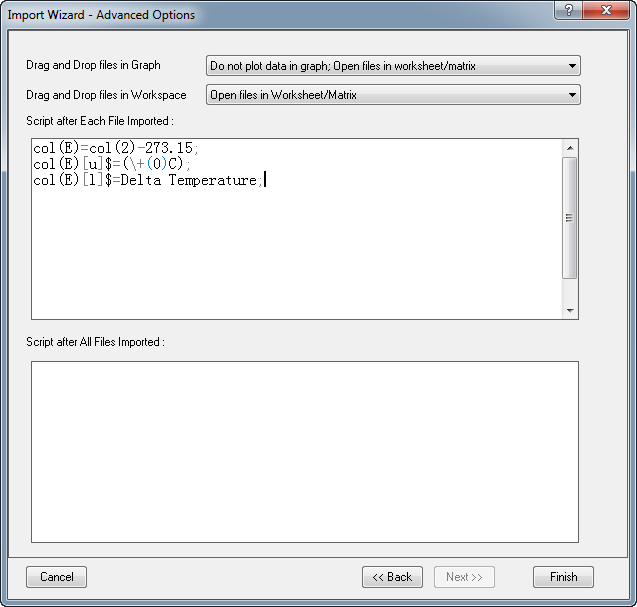 Import Wizard - Advanced Options
?
Drag and Drop files in Graph
Do not plot data in graph; Open files in worksheet/matrix
Drag and Drop files in Workspace
Open files in Worksheet/Matrix
Script after Each File Imported :
col(E)=col(2)-273.15;
col(E)[u]$=(\+(0)C);
col(E)[l]$=Delta Temperature;
Script after All Files Imported :
Cancel
<< Back
Next >>
Finish